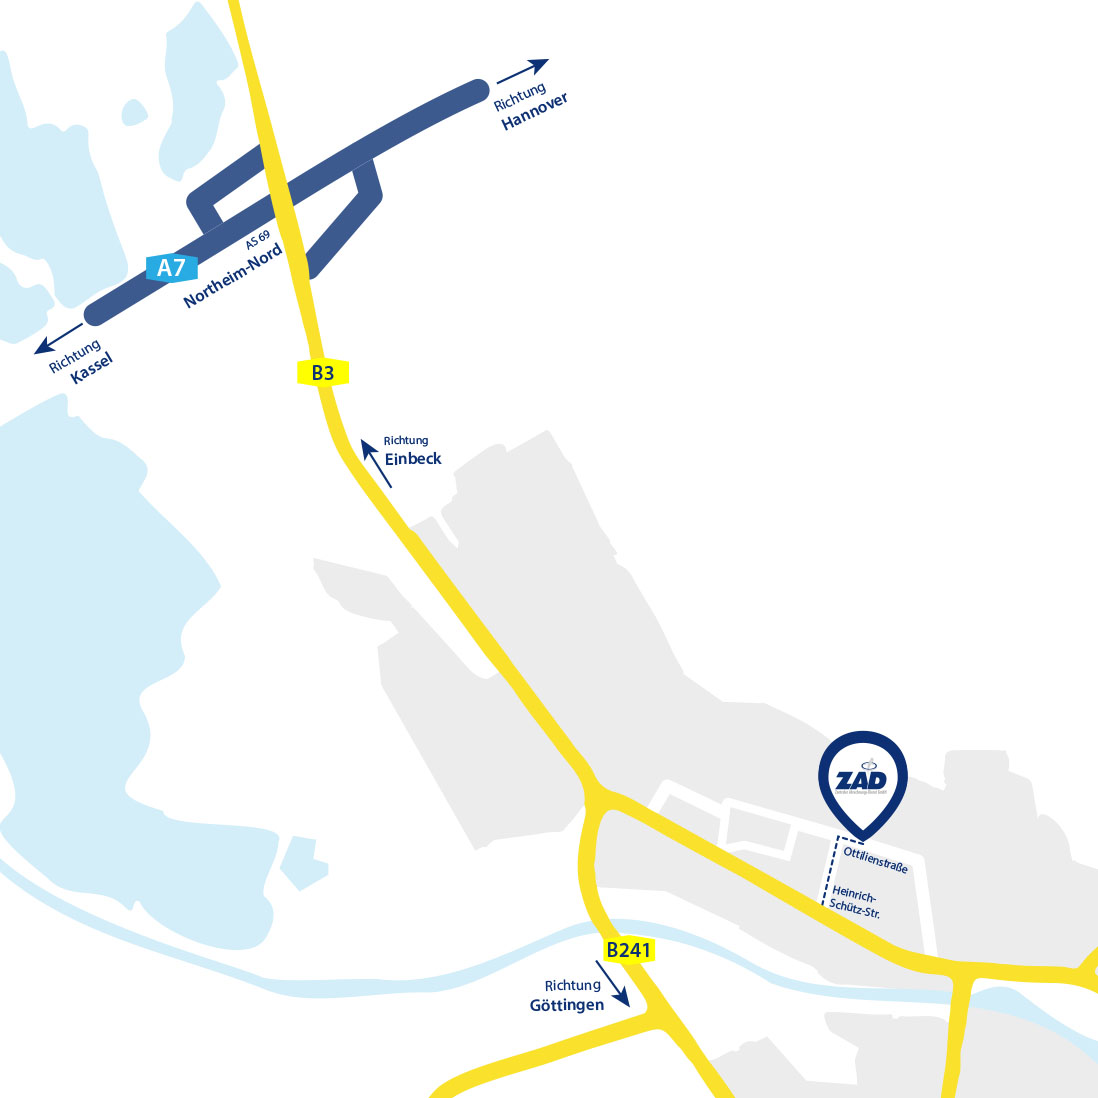 Richtung
Hannover
A7
AS 69
Northeim-Nord
Richtung
Kassel
B3
Richtung
Einbeck
ZAD
Ottilienstraße
Heinrich-
Schütz-Str.
B241
Richtung
Göttingen